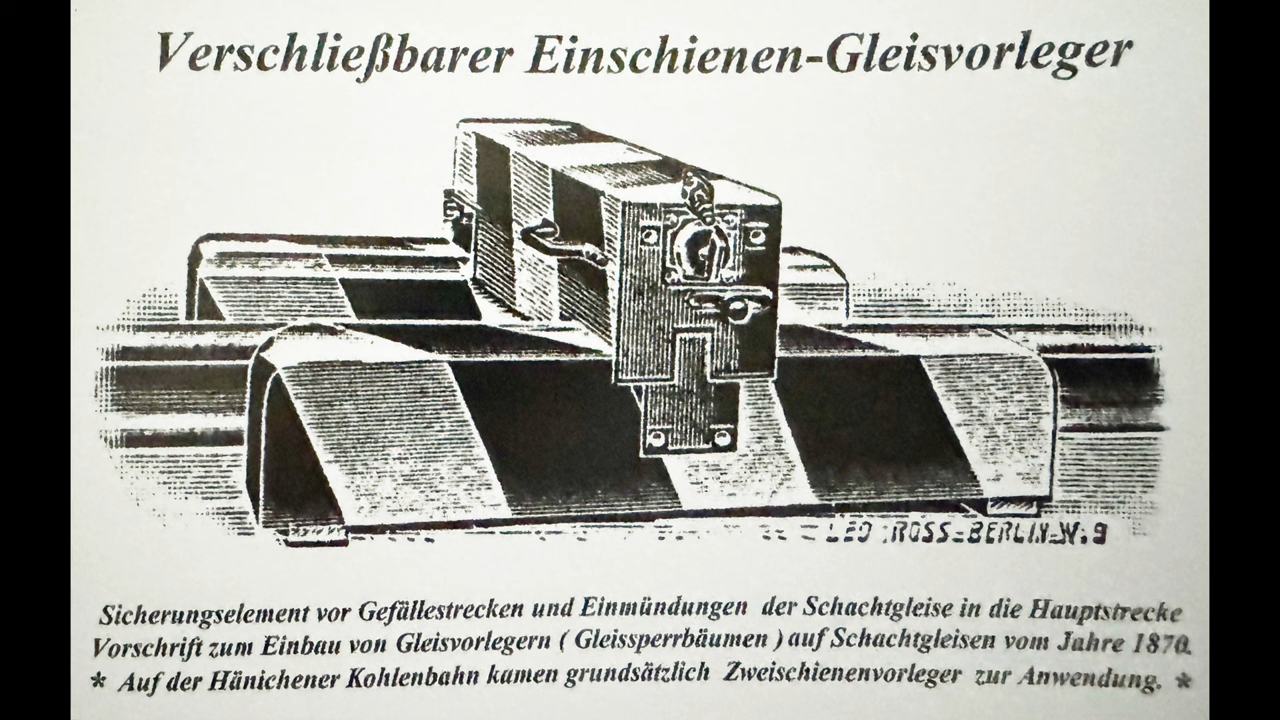 Verschließbarer Einschienen-Gleisvorleger
LEO ROSS-BERLIN-W.9
Sicherungselement vor Gefällestrecken und Einmündungen der Schachtgleise in die Hauptstrecke
Vorschrift zum Einbau von Gleisvorlegern ( Gleissperrbäumen ) auf Schachtgleisen vom Jahre 1870.
* Auf der Hänichener Kohlenbahn kamen grundsätzlich Zweischienenvorleger zur Anwendung. *